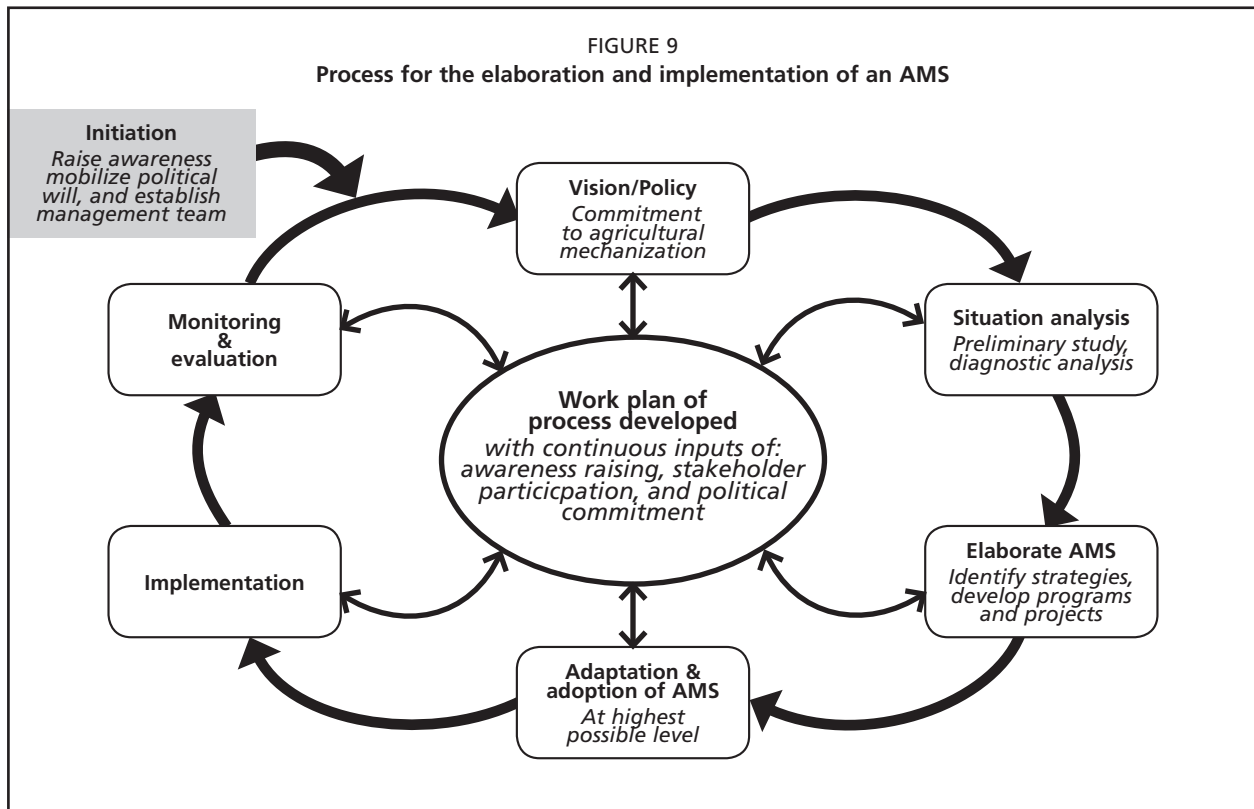 FIGURE 9
Process for the elaboration and implementation of an AMS
Initiation
Raise awareness
mobilize political
will, and establish
management team
Vision/Policy
Commitment
to agricultural
mechanization
Situation analysis
Preliminary study,
diagnostic analysis
Elaborate AMS
Identify strategies,
develop programs
and projects
Adaptation &
adoption of AMS
At highest
possible level
Implementation
Monitoring
&
evaluation
Work plan of
process developed
with continuous inputs of:
awareness raising, stakeholder
particicpation, and political
commitment